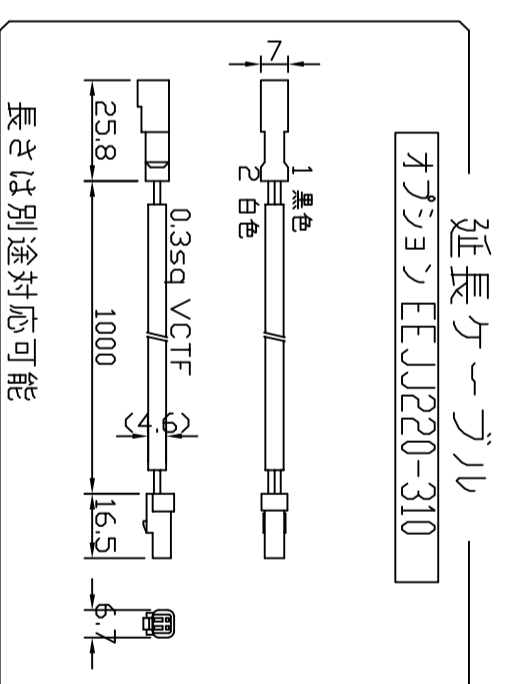 延長ケーブル
オプション EEJJ220-310
7
1 黒色
2 白色
0.3sq VCTF
(4.6)
25.8
1000
16.5
6.7
長さは別途対応可能